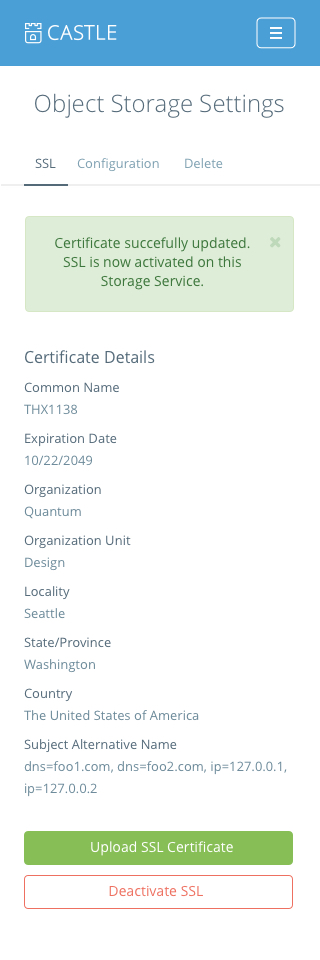 CASTLE
Object Storage Settings
SSL Configuration Delete
Certificate succefully updated.
SSL is now activated on this
Storage Service.
Certificate Details
Common Name
THX1138
Expiration Date
10/22/2049
Organization
Quantum
Organization Unit
Design
Locality
Seattle
State/Province
Washington
Country
The United States of America
Subject Alternative Name
dns=foo1.com, dns=foo2.com, ip=127.0.0.1,
ip=127.0.0.2
Upload SSL Certificate
Deactivate SSL